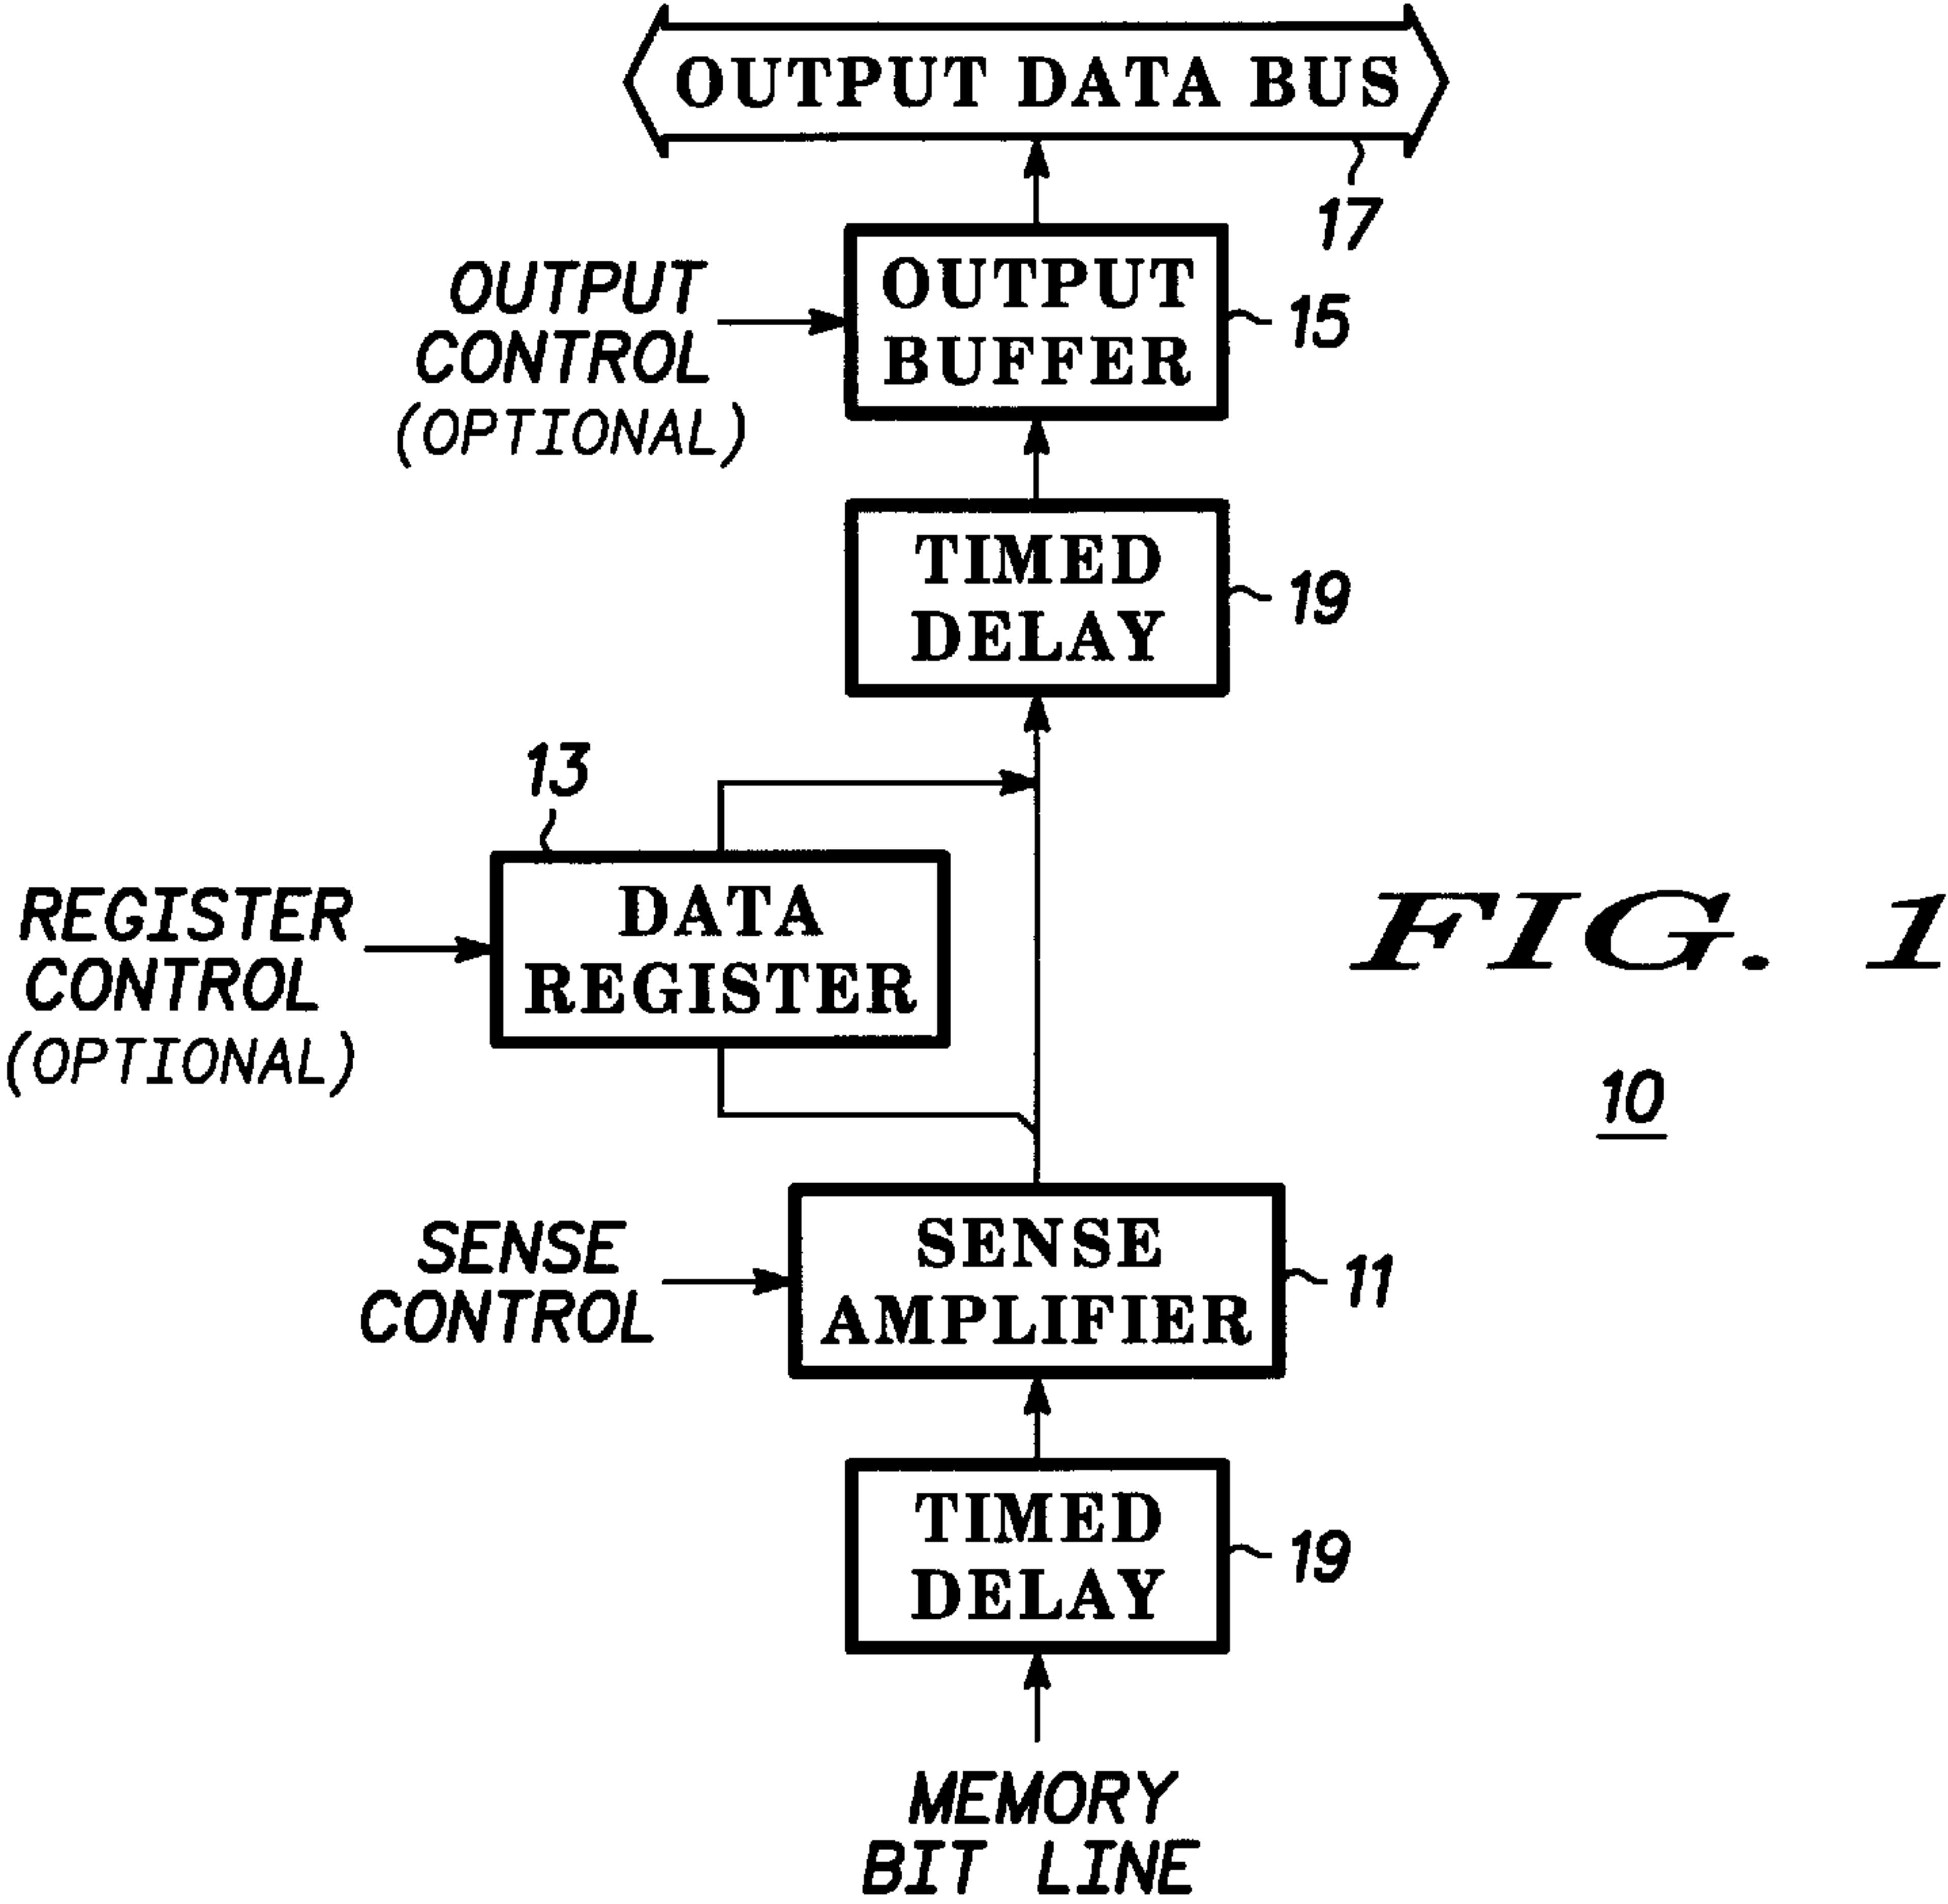 OUTPUT DATA BUS
17
OUTPUT
CONTROL
(OPTIONAL)
OUTPUT
BUFFER
15
TIMED
DELAY
19
13
REGISTER
CONTROL
(OPTIONAL)
DATA
REGISTER
FIG. 1
10
SENSE
CONTROL
SENSE
AMPLIFIER
11
TIMED
DELAY
19
MEMORY
BIT LINE